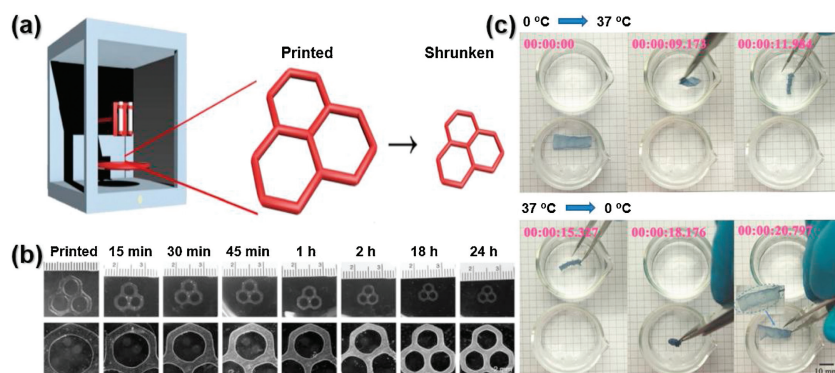 (a)
Printed
Shrunken
(b)
Printed 15 min 30 min 45 min 1 h 2 h 18 h 24 h
(c)
0 ºC 37 ºC
00:00:00 00:00:09.175 00:00:11.984
37 ºC 0 ºC
00:00:15.327 00:00:18.176 00:00:20.797
10 mm